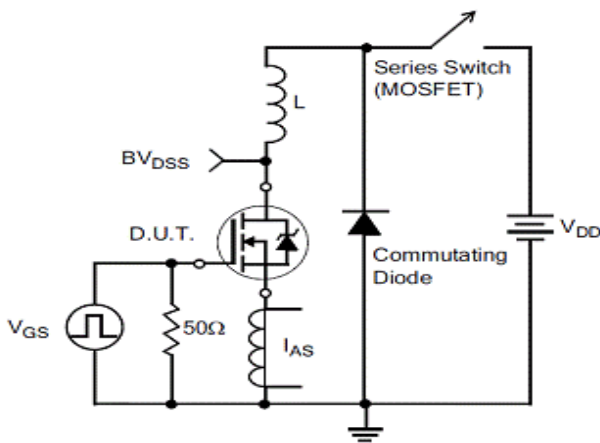 Series Switch
(MOSFET)
L
BVDSS
D.U.T.
VDD
Commutating
Diode
VGS
50Ω
IAS